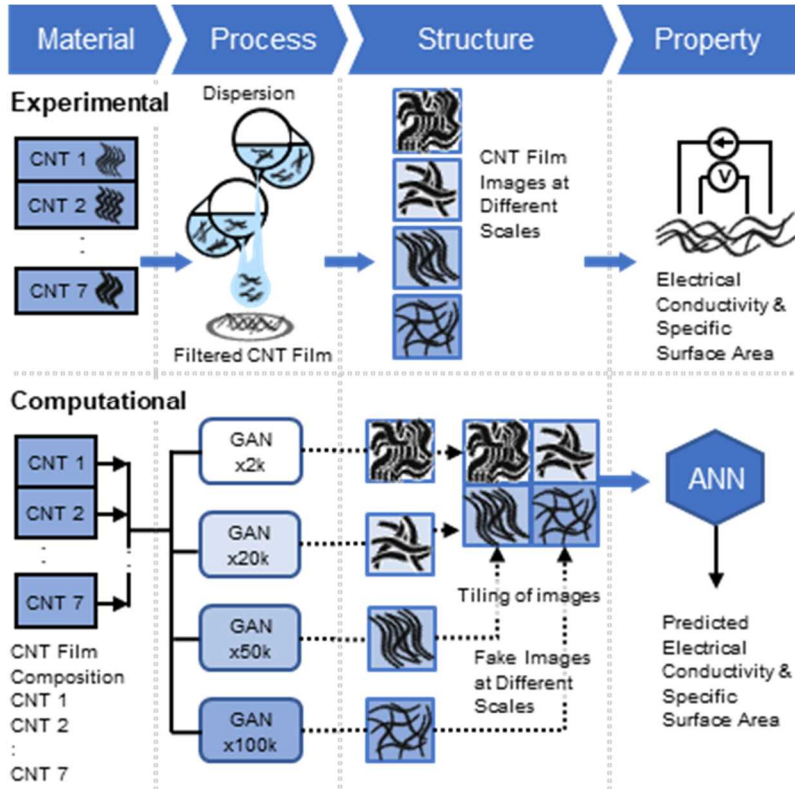 Material
Process
Structure
Property
Experimental
CNT 1
CNT 2
:
CNT 7
Dispersion
Filtered CNT Film
CNT Film
Images at
Different
Scales
V
Electrical
Conductivity &
Specific
Surface Area
Computational
CNT 1
CNT 2
:
CNT 7
CNT Film
Composition
CNT 1
CNT 2
:
CNT 7
GAN
x2k
GAN
x20k
GAN
x50k
GAN
x100k
Tiling of images
Fake Images
at Different
Scales
ANN
Predicted
Electrical
Conductivity &
Specific
Surface Area